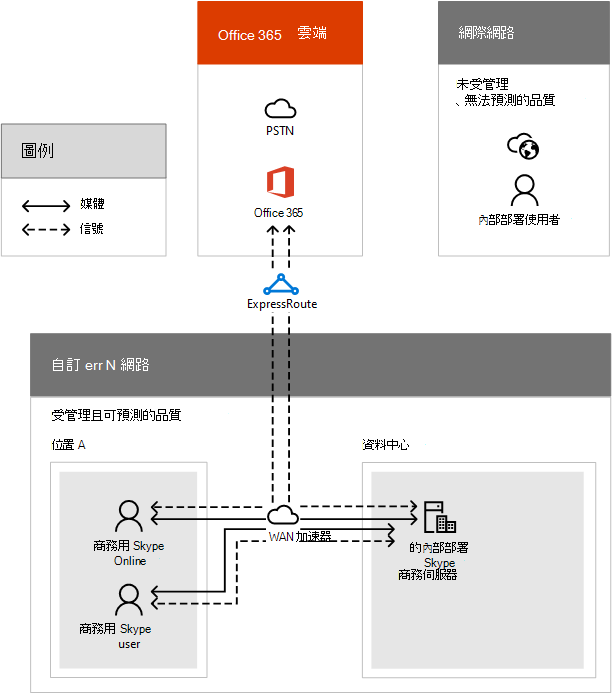 Office 365 雲端
網際網路
未受管理
、無法預測的品質
PSTN
圖例
媒體
信號
Office 365
內部部署使用者
ExpressRoute
自訂 err N 網路
受管理且可預測的品質
位置 A
資料中心
商務用 Skype
Online
WAN 加速器
的內部部署
Skype
商務伺服器
商務用 Skype
user